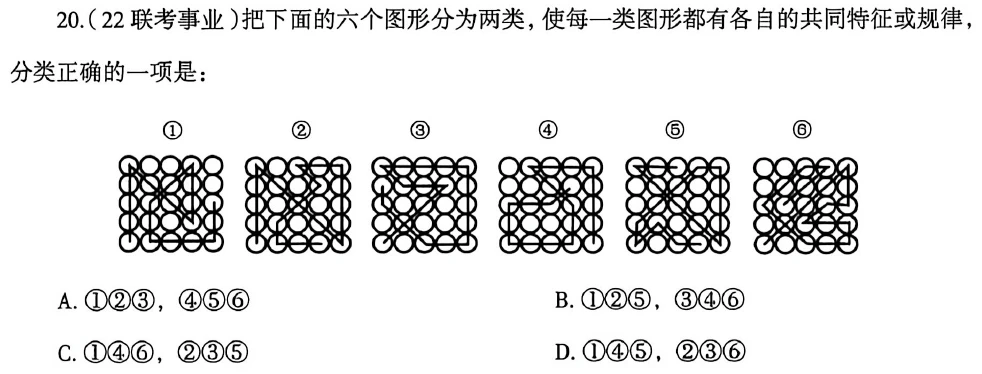 20.(22 联考事业)把下面的六个图形分为两类,使每一类图形都有各自的共同特征或规律,
分类正确的一项是:
① ② ③ ④ ⑤ ⑥
A. ①②③, ④⑤⑥ B. ①②⑤, ③④⑥
C. ①④⑥, ②③⑤ D. ①④⑤, ②③⑥